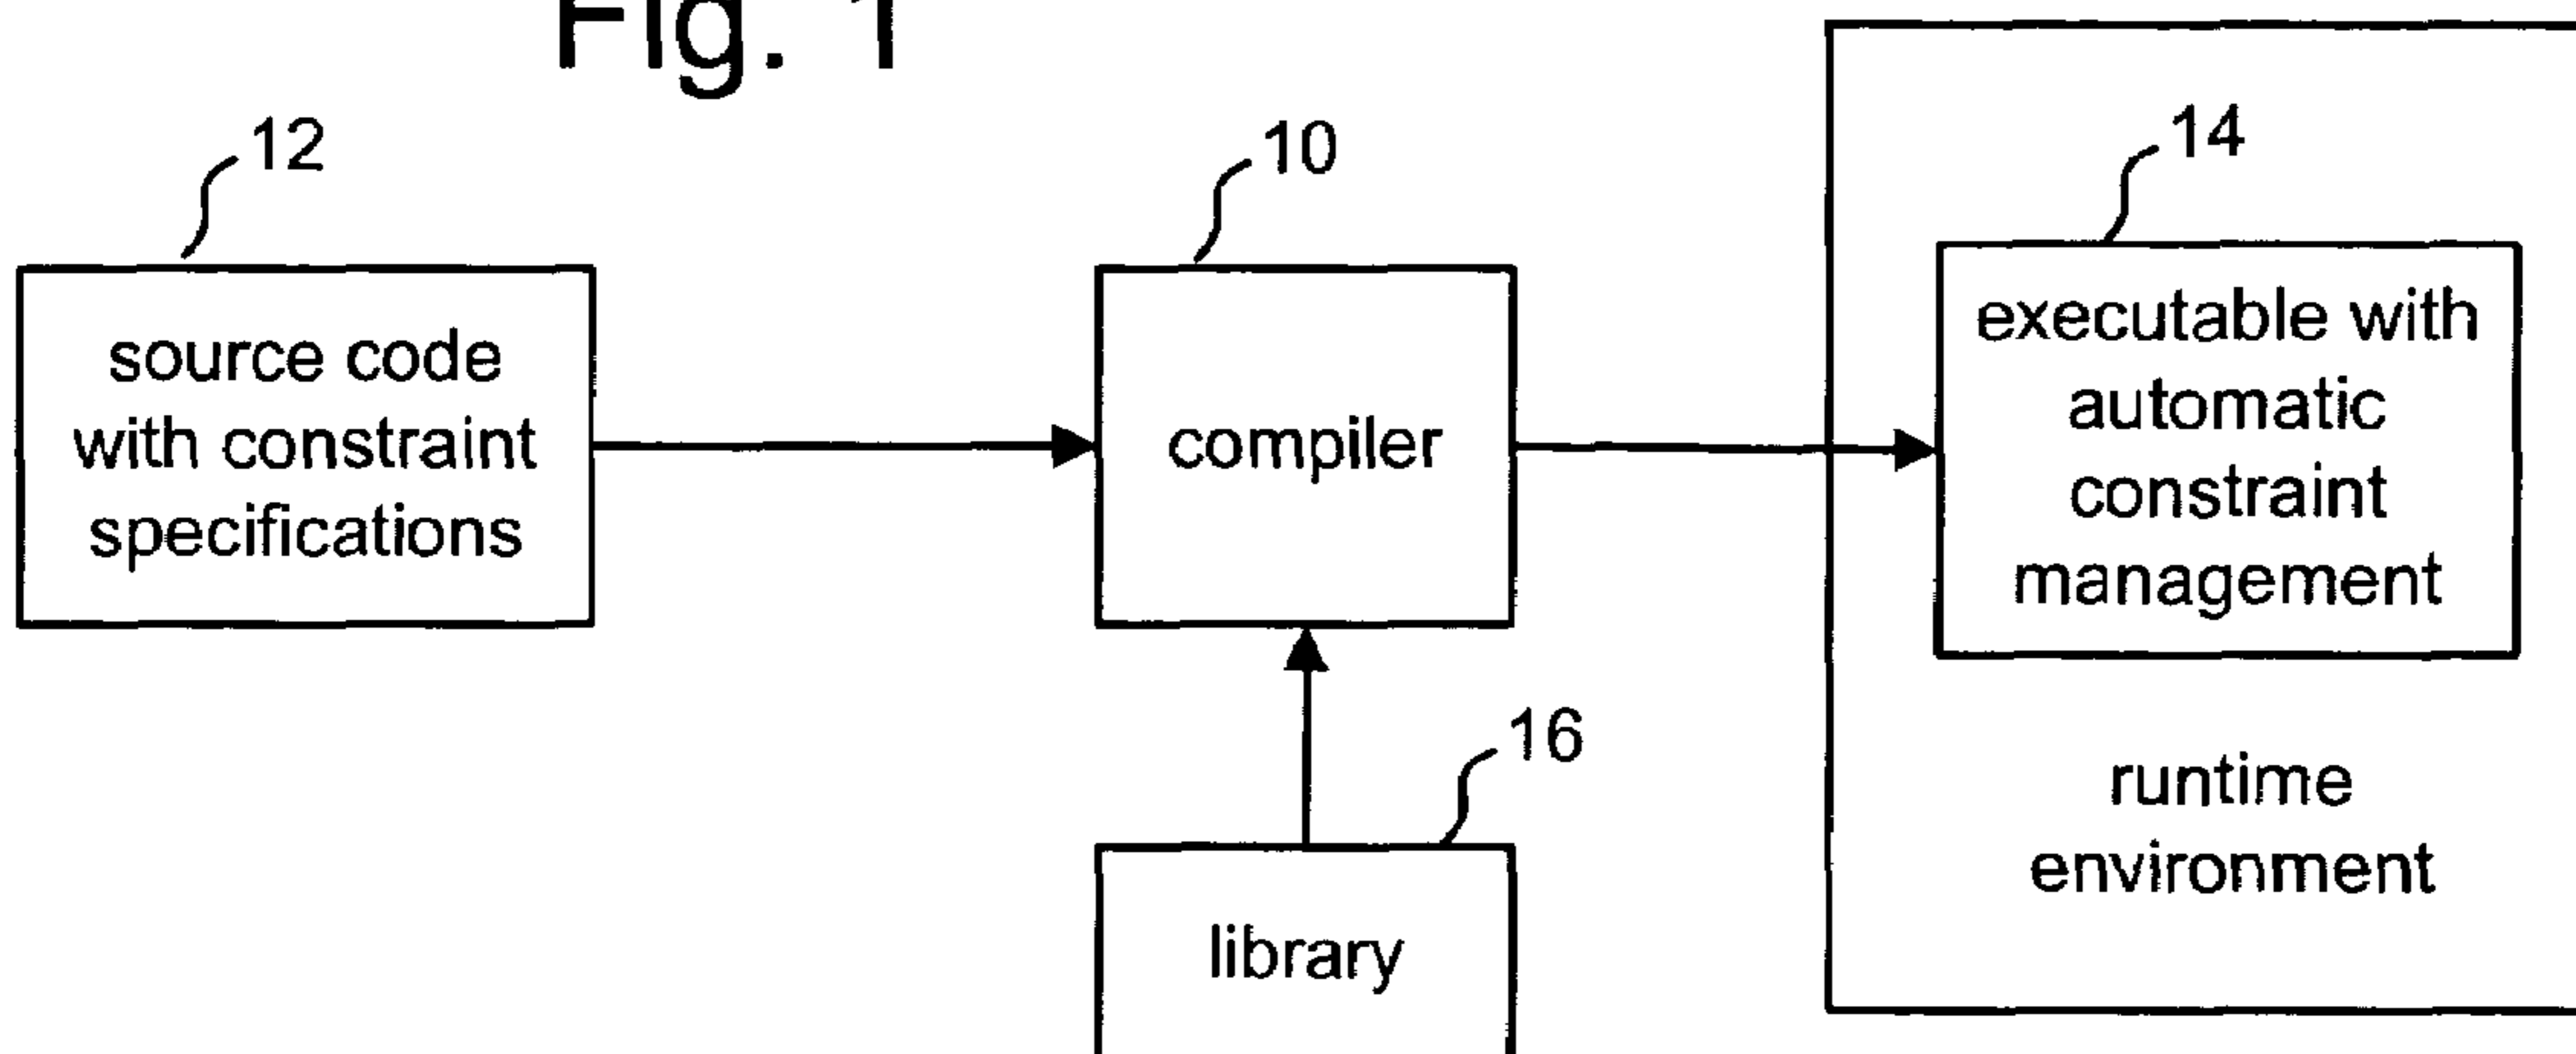 Fig. 1
12
10
14
source code
with constraint
specifications
compiler
executable with
automatic
constraint
management
16
runtime
environment
library